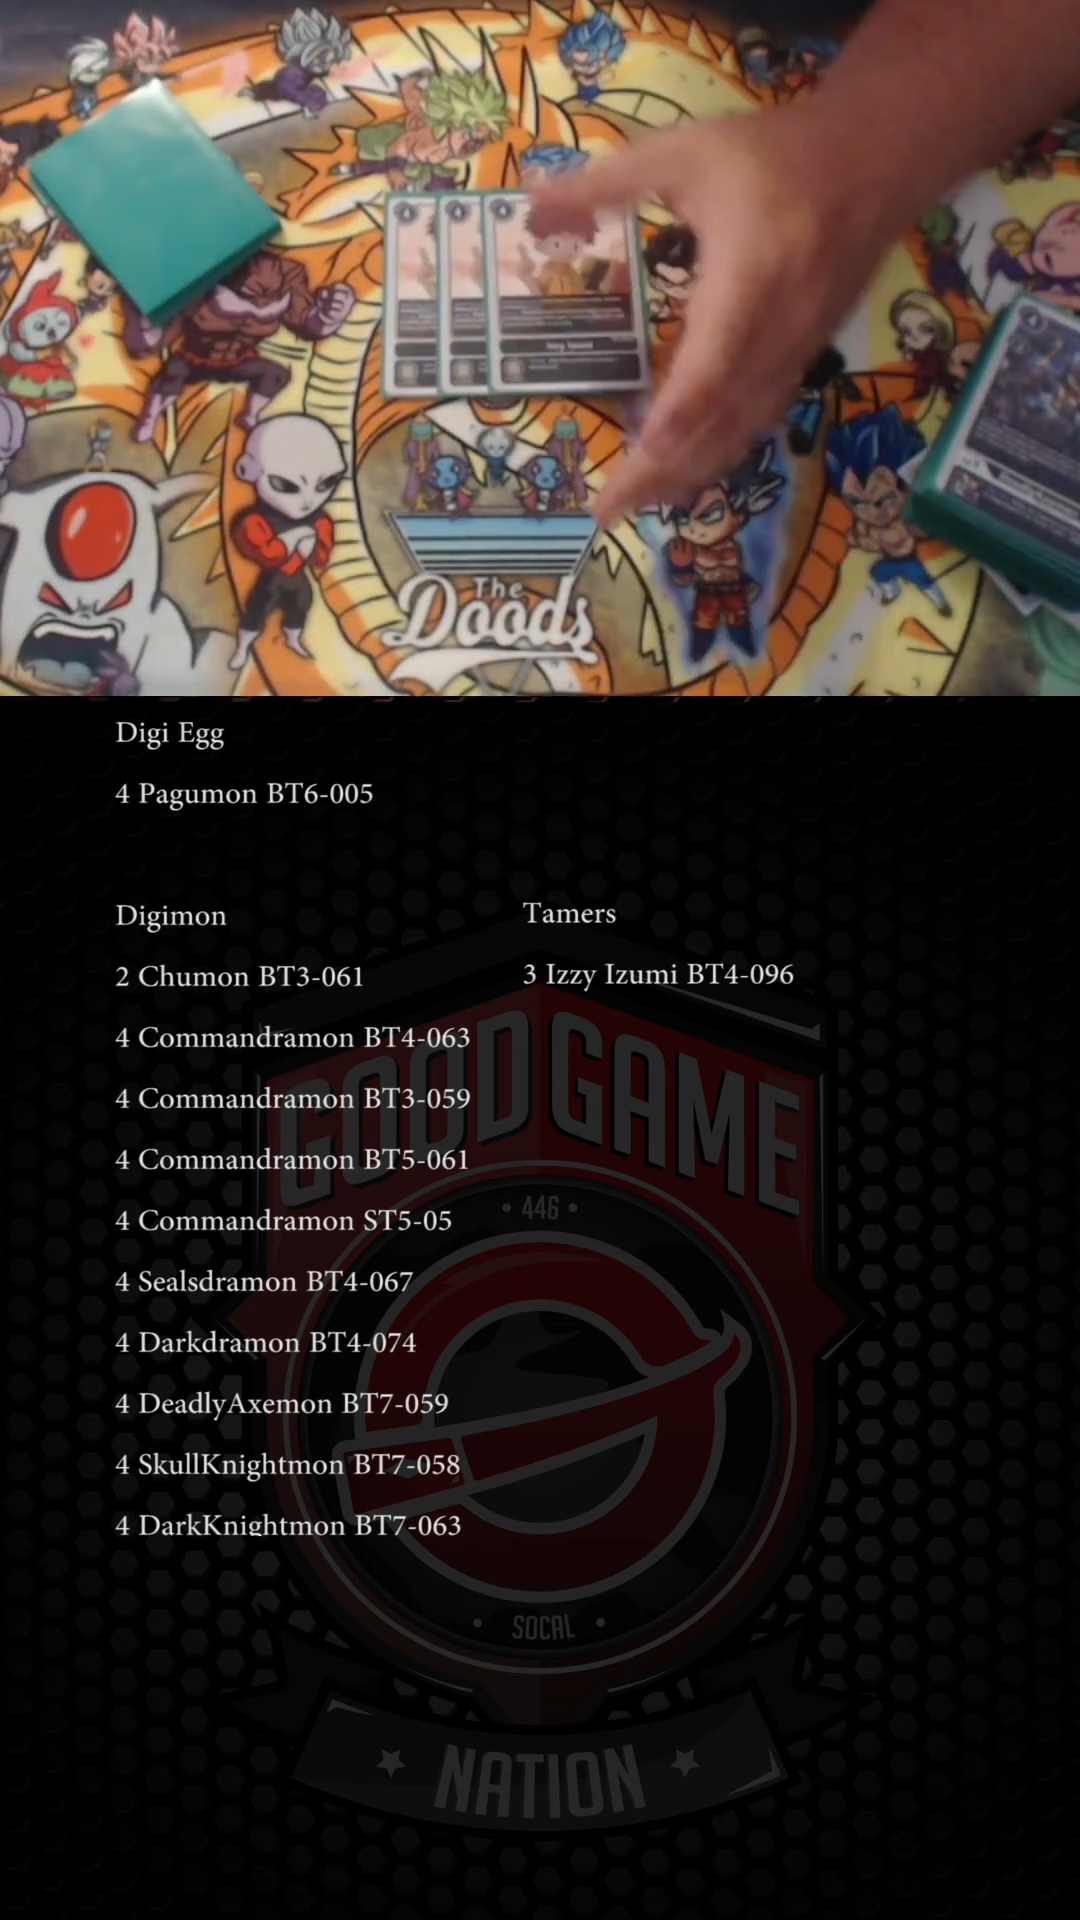 The
Doods
Digi Egg
4 Pagumon BT6-005
Digimon
2 Chumon BT3-061
4 Commandramon BT4-063
4 Commandramon BT3-059
4 Commandramon BT5-061
4 Commandramon ST5-05
4 Sealsdramon BT4-067
4 Darkdramon BT4-074
4 DeadlyAxemon BT7-059
4 SkullKnightmon BT7-058
4 DarkKnightmon BT7-063
Tamers
3 Izzy Izumi BT4-096
GOOD GAME
• 446 •
• SOCAL •
NATION